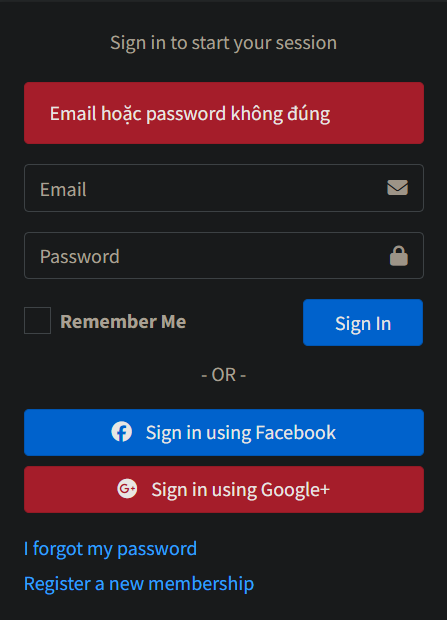 Sign in to start your session
Email hoặc password không đúng
Email
Password
Remember Me
Sign In
- OR -
Sign in using Facebook
G+ Sign in using Google+
I forgot my password
Register a new membership